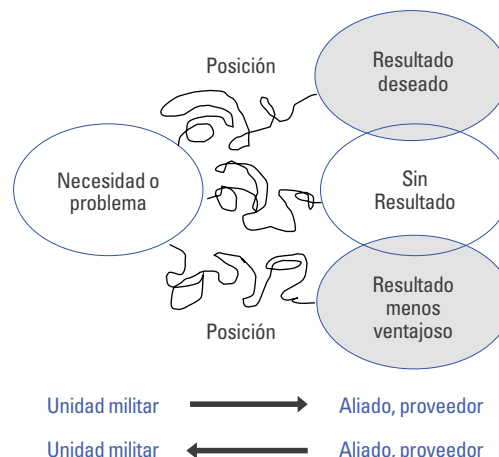 Resultado
deseado
Posición
Necesidad o
problema
Sin
Resultado
Resultado
menos
ventajoso
Posición
Unidad militar
Aliado, proveedor
Unidad militar
Aliado, proveedor